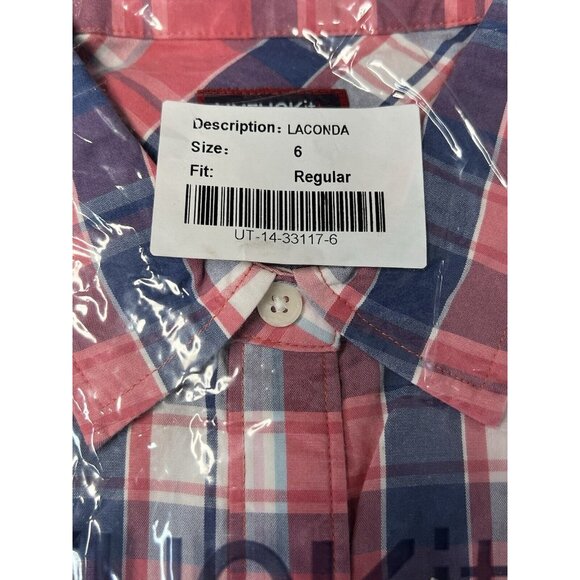 Description: LACONDA
Size: 6
Fit: Regular
UT-14-33117-6